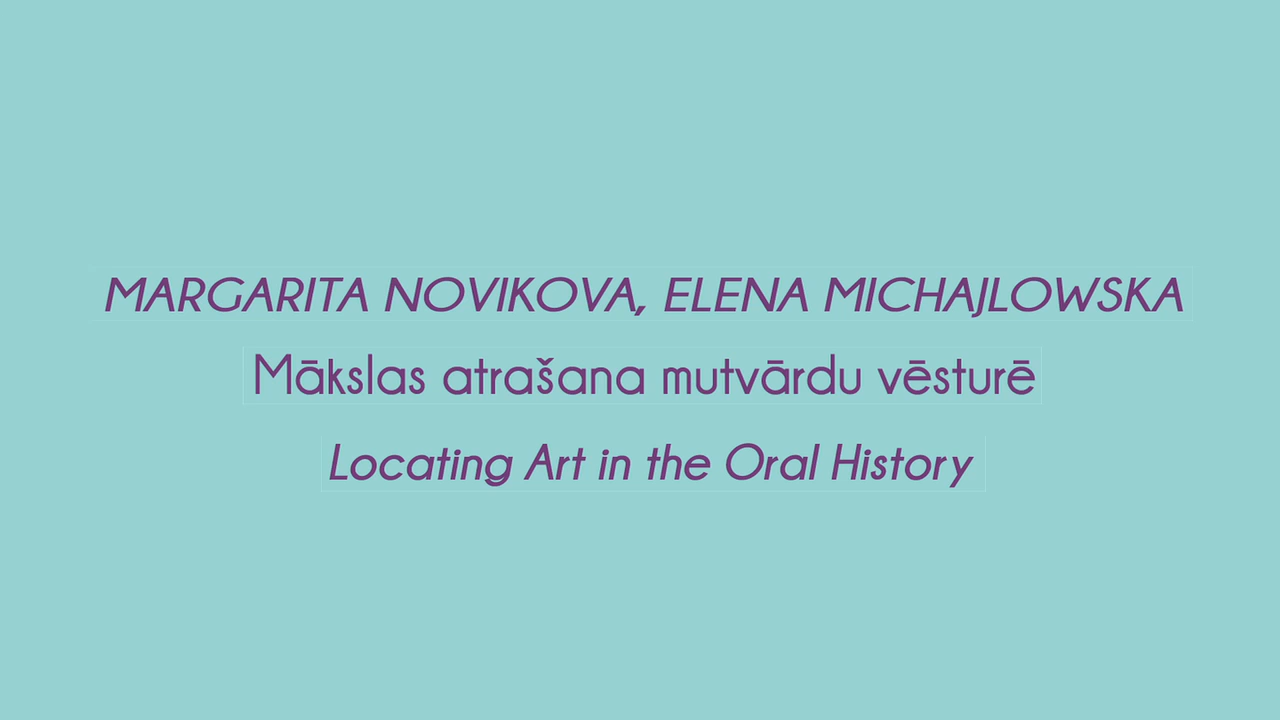 MARGARITA NOVIKOVA, ELENA MICHAJLOWSKA
Mākslas atrašana mutvārdu vēsturē
Locating Art in the Oral History